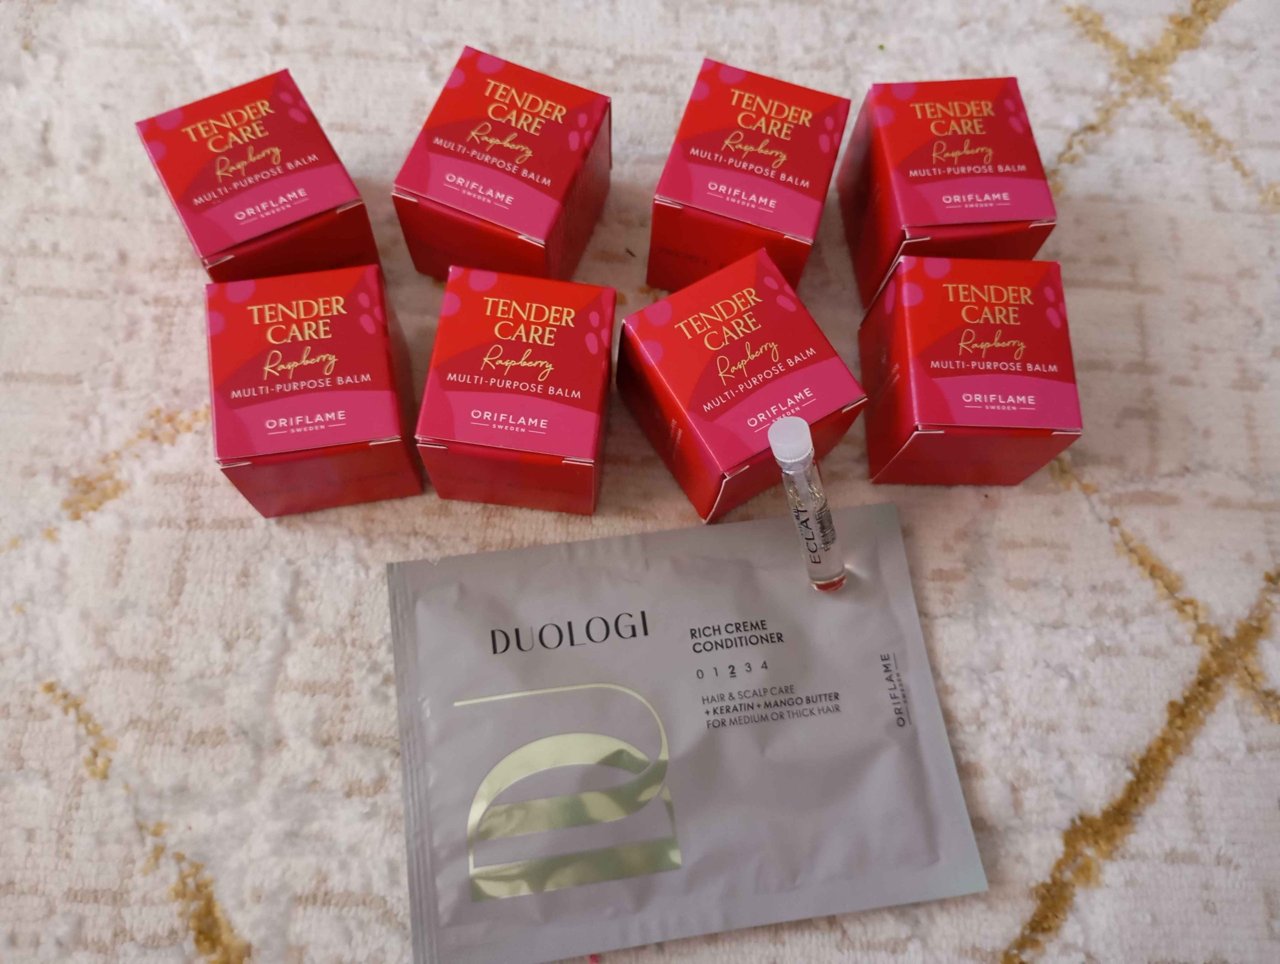 TENDER
CARE
Raspberry
MULTI-PURPOSE BALM
ORIFLAME
SWEDEN
TENDER
CARE
Raspberry
MULTI-PURPOSE BALM
ORIFLAME
SWEDEN
TENDER
CARE
Raspberry
MULTI-PURPOSE BALM
ORIFLAME
SWEDEN
TENDER
CARE
Raspberry
MULTI-PURPOSE BALM
ORIFLAME
SWEDEN
TENDER
CARE
Raspberry
MULTI-PURPOSE BALM
ORIFLAME
SWEDEN
TENDER
CARE
Raspberry
MULTI-PURPOSE BALM
ORIFLAME
SWEDEN
TENDER
CARE
Raspberry
MULTI-PURPOSE BALM
ORIFLAME
TENDER
CARE
Raspberry
MULTI-PURPOSE BALM
ORIFLAME
SWEDEN
ECLAT
DUOLOGI
RICH CREME
CONDITIONER
0 1 2 3 4
HAIR & SCALP CARE
+ KERATIN + MANGO BUTTER
FOR MEDIUM OR THICK HAIR
ORIFLAME
SWEDEN